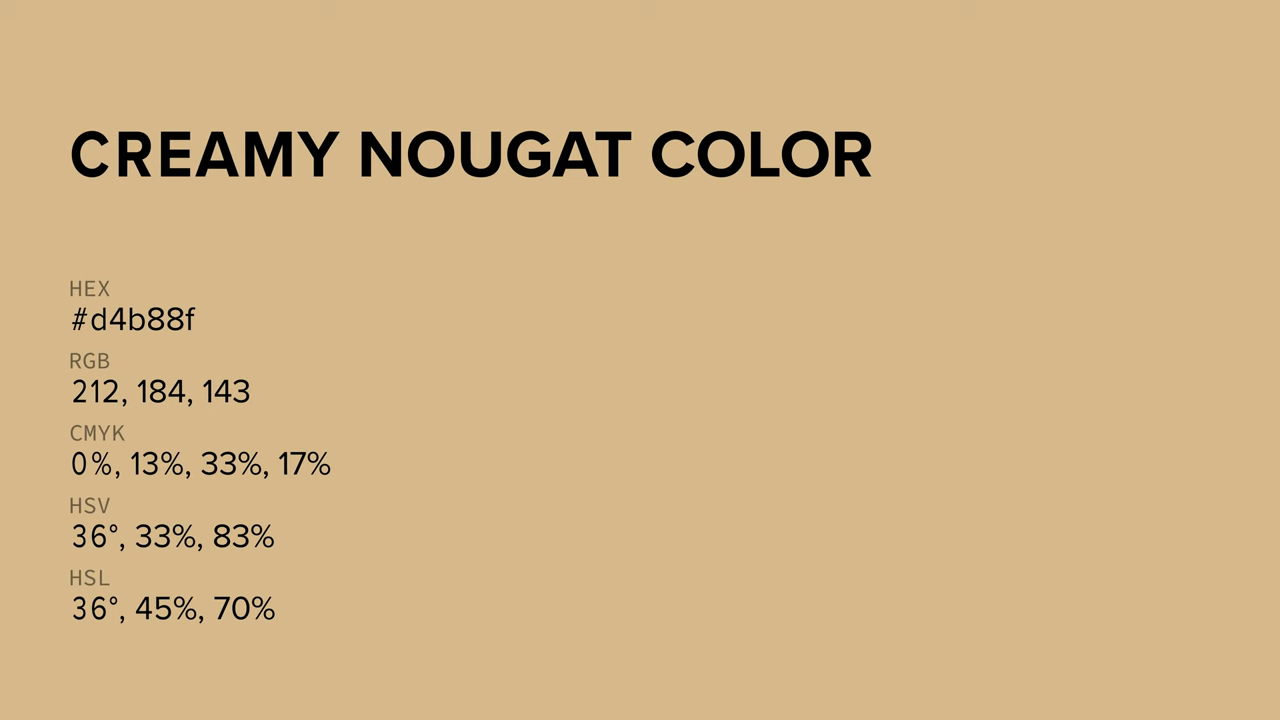 CREAMY NOUGAT COLOR
HEX
#d4b88f
RGB
212, 184, 143
CMYK
0%, 13%, 33%, 17%
HSV
36°, 33%, 83%
HSL
36°, 45%, 70%